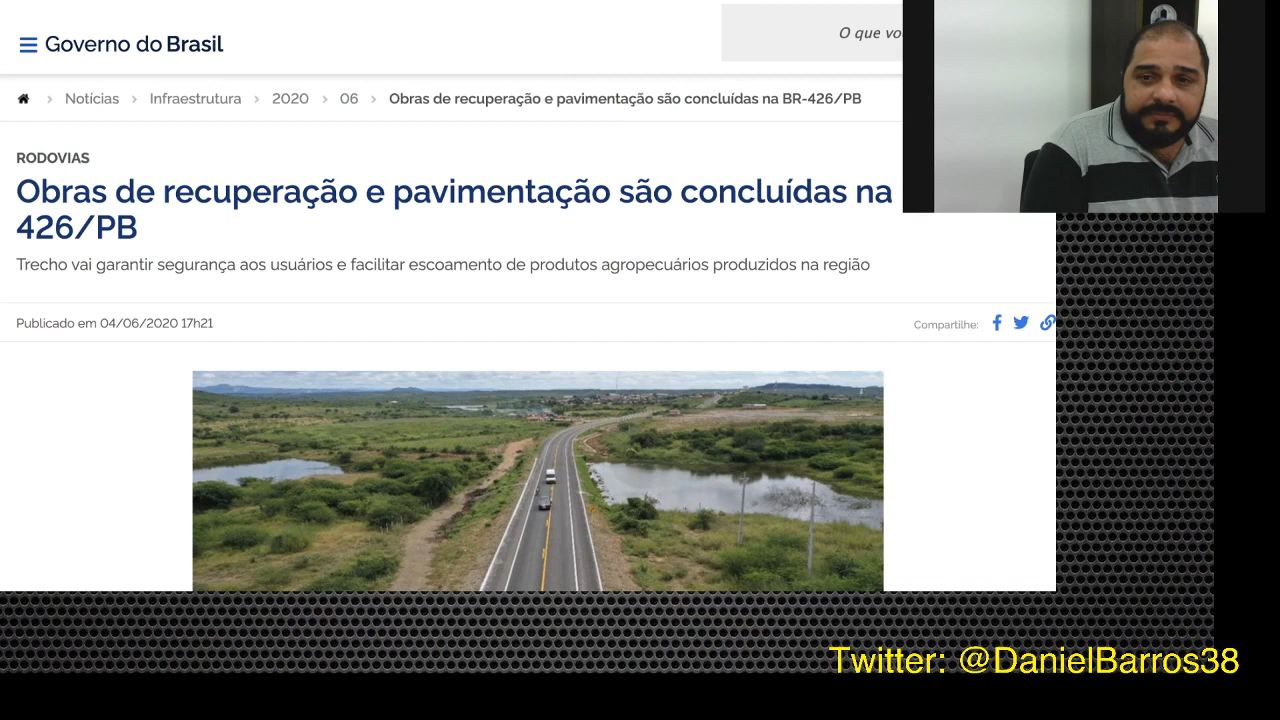 Governo do Brasil
O que vo
Notícias > Infraestrutura > 2020 > 06 > Obras de recuperação e pavimentação são concluídas na BR-426/PB
RODOVIAS
Obras de recuperação e pavimentação são concluídas na
426/PB
Trecho vai garantir segurança aos usuários e facilitar escoamento de produtos agropecuários produzidos na região
Publicado em 04/06/2020 17h21
Compartilhe:
Twitter: @DanielBarros38